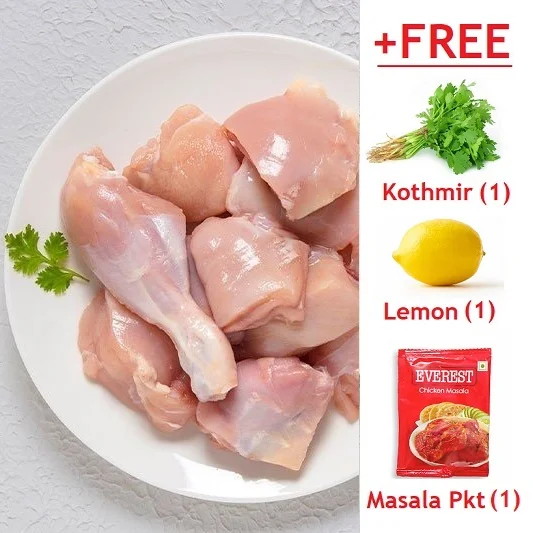 +FREE
Kothmir (1)
Lemon (1)
EVEREST
Chicken Masala
Masala Pkt (1)